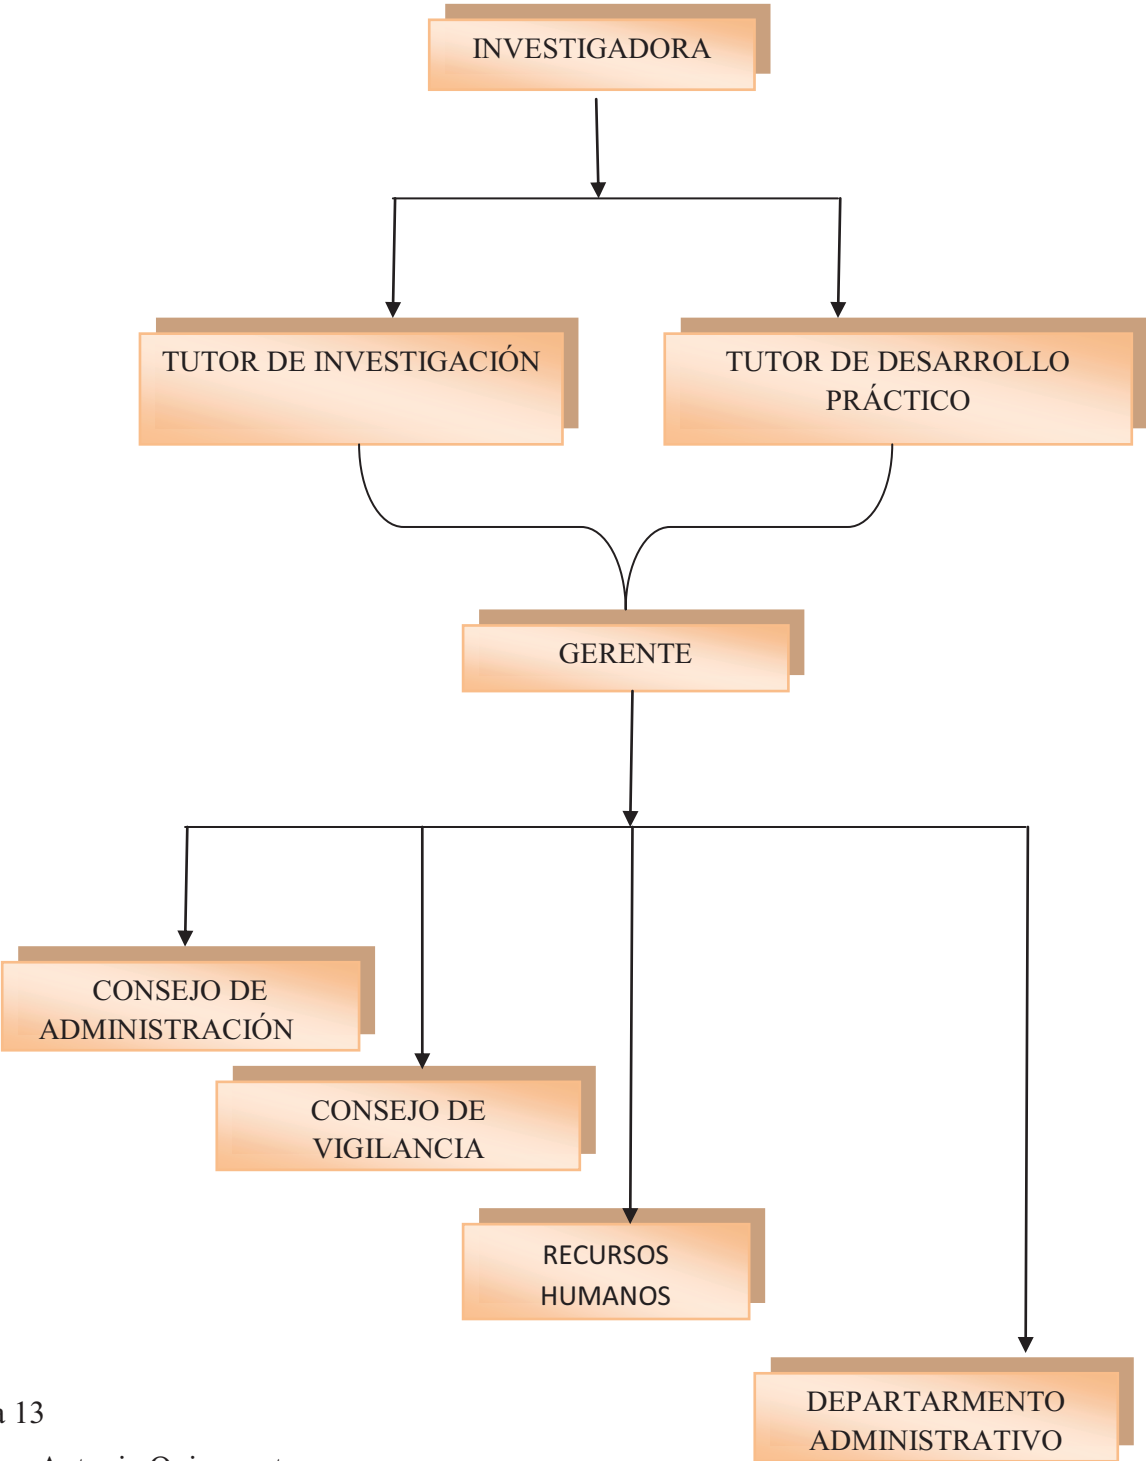 INVESTIGADORA
TUTOR DE INVESTIGACIÓN
TUTOR DE DESARROLLO
PRÁCTICO
GERENTE
CONSEJO DE
ADMINISTRACIÓN
CONSEJO DE
VIGILANCIA
RECURSOS
HUMANOS
DEPARTARMENTO
ADMINISTRATIVO
13